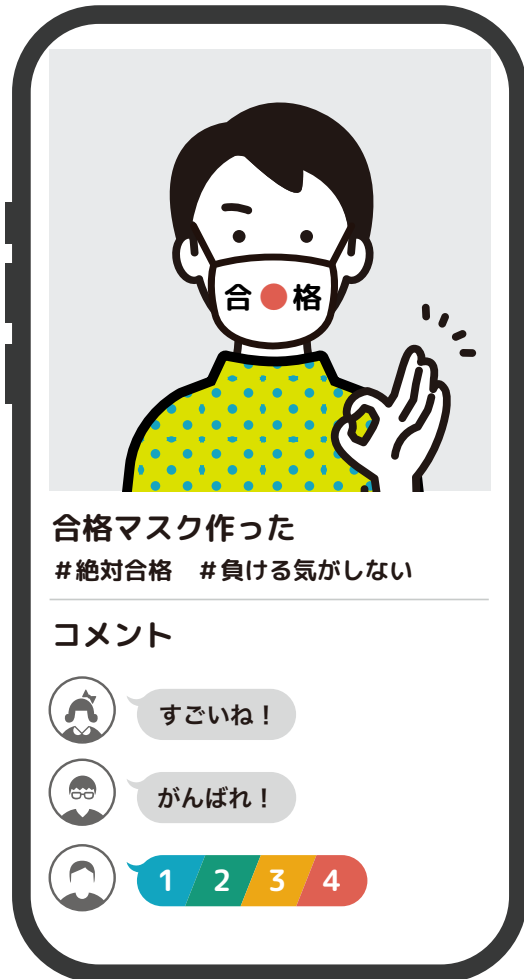 合●格
合格マスク作った
#絶対合格　#負ける気がしない
コメント
すごいね!
がんばれ!
1 2 3 4